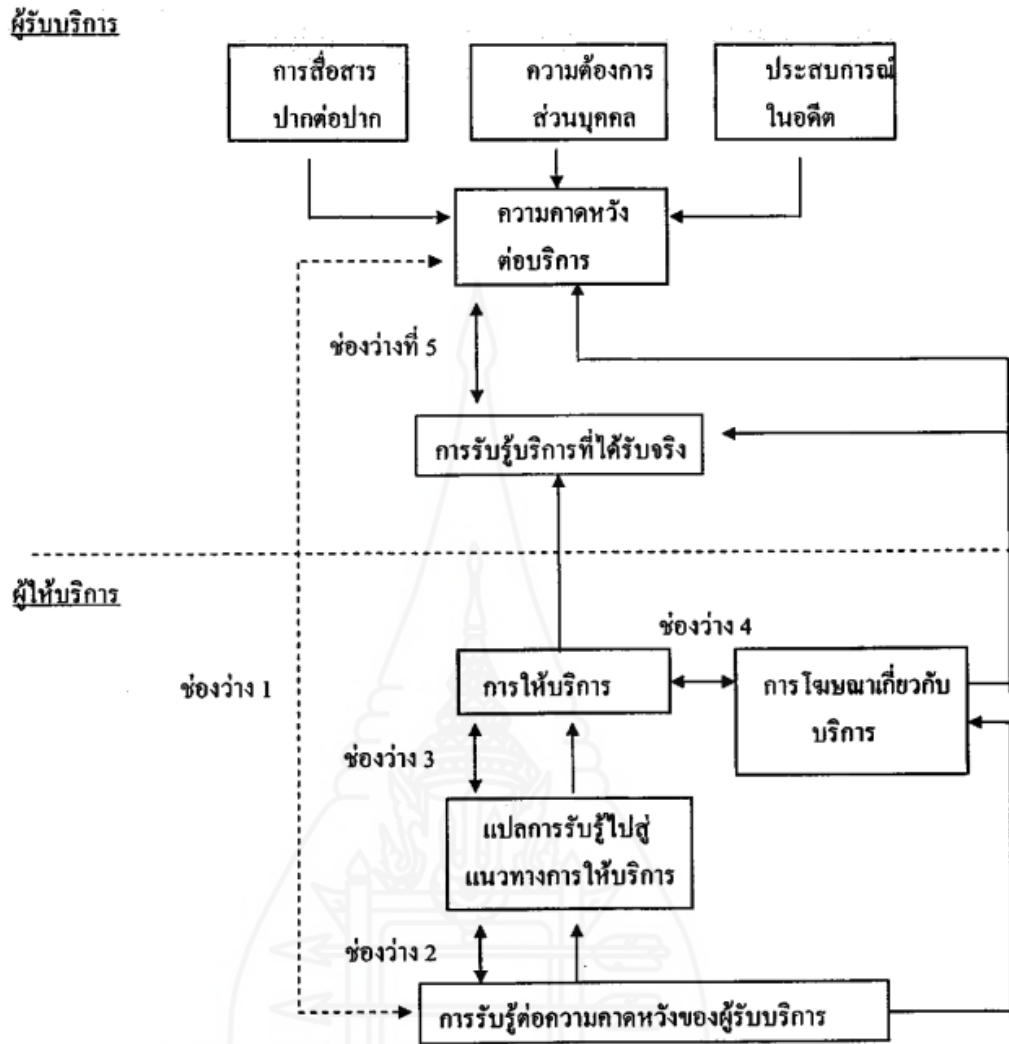 ผู้รับบริการ
การสื่อสาร
ปากต่อปาก
ความต้องการ
ส่วนบุคคล
ประสบการณ์
ในอดีต
ความคาดหวัง
ต่อบริการ
ช่องว่างที่ 5
การรับรู้บริการที่ได้รับจริง
ผู้ให้บริการ
ช่องว่าง 4
การให้บริการ
การโฆษณาเกี่ยวกับ
บริการ
ช่องว่าง 1
ช่องว่าง 3
แปลการรับรู้ไปสู่
แนวทางการให้บริการ
ช่องว่าง 2
การรับรู้ต่อความคาดหวังของผู้รับบริการ